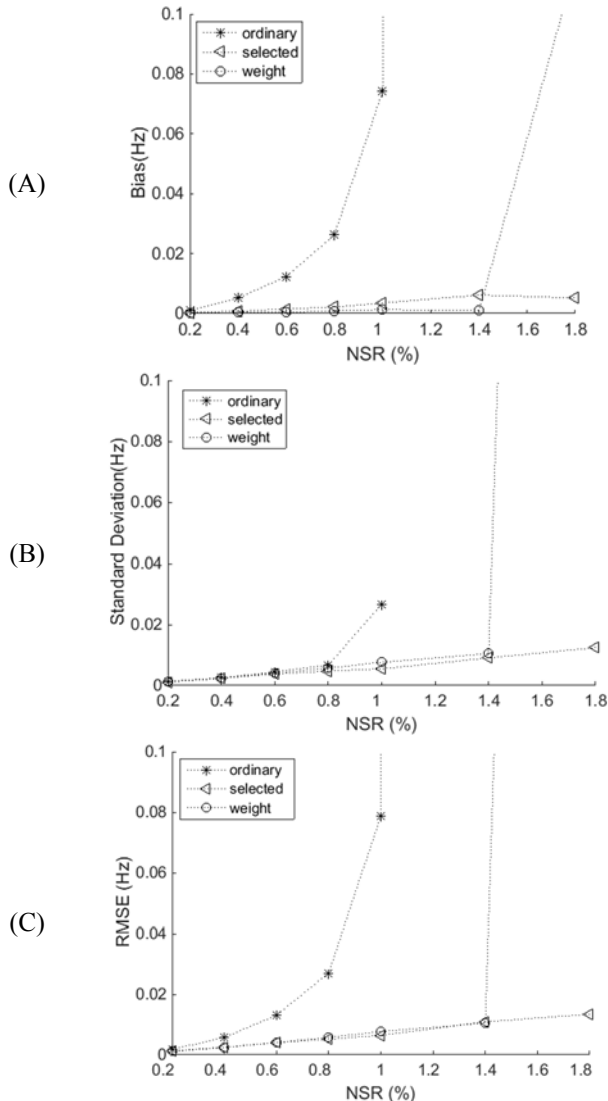 (A)
Bias(Hz)
0.1
0.08
0.06
0.04
0.02
0
ordinary
selected
weight
0.2 0.4 0.6 0.8 1 1.2 1.4 1.6 1.8
NSR (%)
(B)
Standard Deviation(Hz)
0.1
0.08
0.06
0.04
0.02
0
ordinary
selected
weight
0.2 0.4 0.6 0.8 1 1.2 1.4 1.6 1.8
NSR (%)
(C)
RMSE (Hz)
0.1
0.08
0.06
0.04
0.02
0
ordinary
selected
weight
0.2 0.4 0.6 0.8 1 1.2 1.4 1.6 1.8
NSR (%)